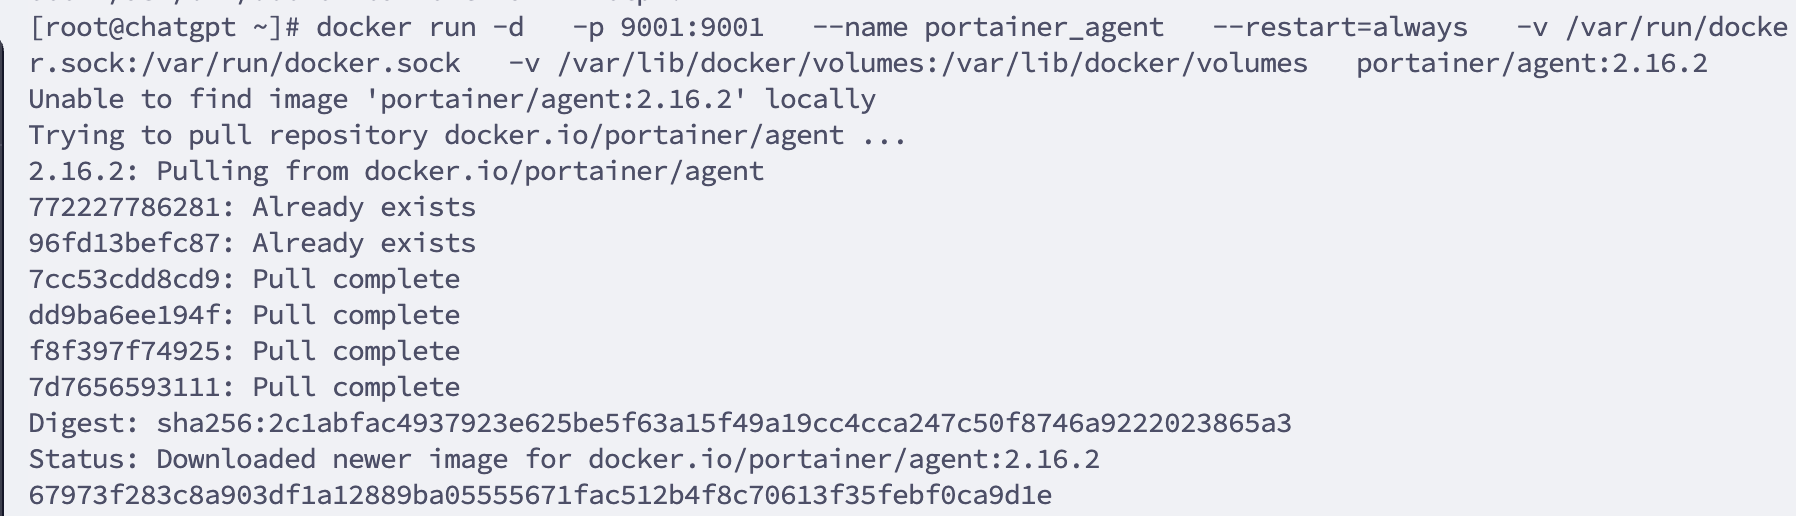 [root@chatgpt ~]# docker run -d   -p 9001:9001   --name portainer_agent   --restart=always   -v /var/run/docke
r.sock:/var/run/docker.sock   -v /var/lib/docker/volumes:/var/lib/docker/volumes   portainer/agent:2.16.2
Unable to find image 'portainer/agent:2.16.2' locally
Trying to pull repository docker.io/portainer/agent ...
2.16.2: Pulling from docker.io/portainer/agent
772227786281: Already exists
96fd13befc87: Already exists
7cc53cdd8cd9: Pull complete
dd9ba6ee194f: Pull complete
f8f397f74925: Pull complete
7d7656593111: Pull complete
Digest: sha256:2c1abfac4937923e625be5f63a15f49a19cc4cca247c50f8746a9222023865a3
Status: Downloaded newer image for docker.io/portainer/agent:2.16.2
67973f283c8a903df1a12889ba05555671fac512b4f8c70613f35febf0ca9d1e